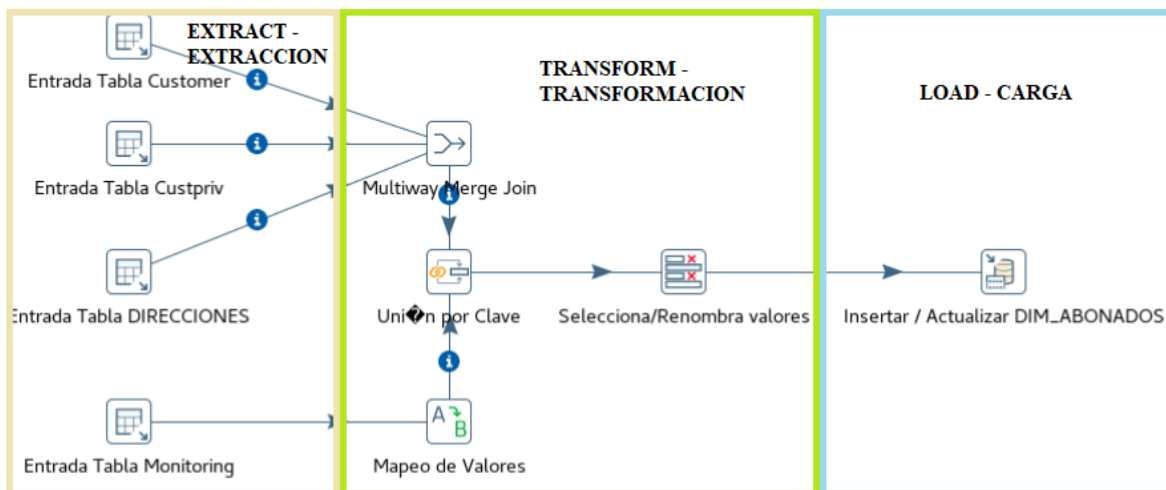 EXTRACT -
EXTRACCION
TRANSFORM -
TRANSFORMACION
LOAD - CARGA
Entrada Tabla Customer
Entrada Tabla Custpriv
Multiway Merge Join
Entrada Tabla DIRECCIONES
Uni�n por Clave
Selecciona/Renombra valores
Insertar / Actualizar DIM_ABONADOS
A
B
Entrada Tabla Monitoring
Mapeo de Valores